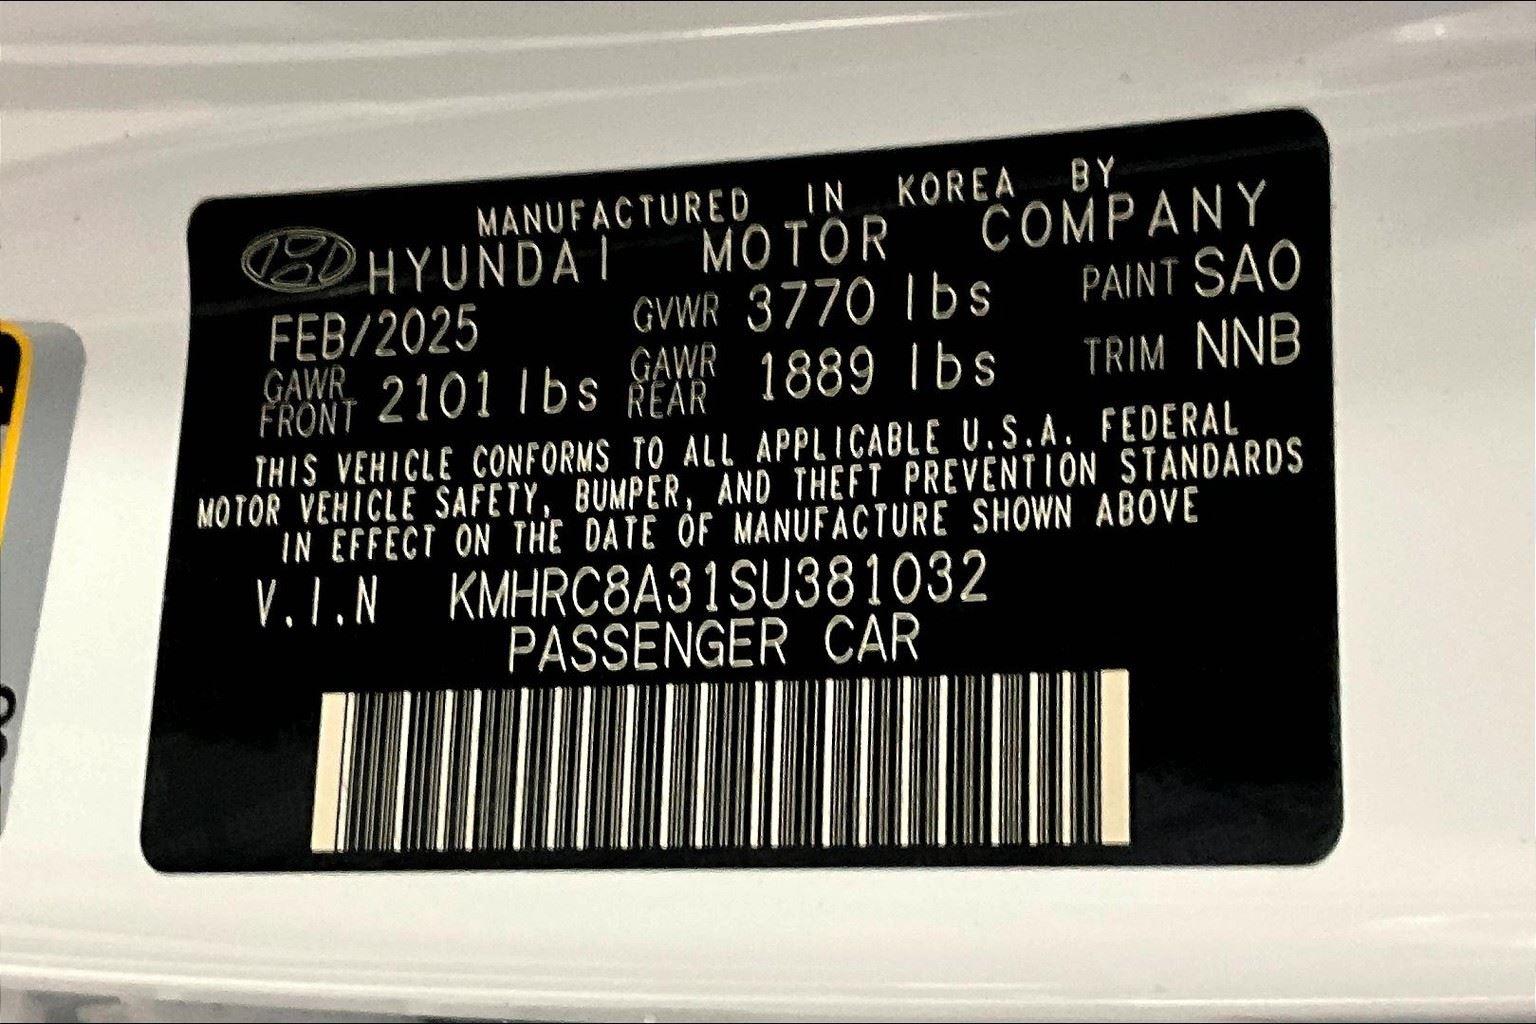 MANUFACTURED IN KOREA BY
HYUNDAI MOTOR COMPANY
FEB/2025 GVWR 3770 lbs PAINT SAO
GAWR FRONT 2101 lbs GAWR REAR 1889 lbs TRIM NNB
THIS VEHICLE CONFORMS TO ALL APPLICABLE U.S.A. FEDERAL
MOTOR VEHICLE SAFETY, BUMPER, AND THEFT PREVENTION STANDARDS
IN EFFECT ON THE DATE OF MANUFACTURE SHOWN ABOVE
V.I.N KMHRC8A31SU381032
PASSENGER CAR